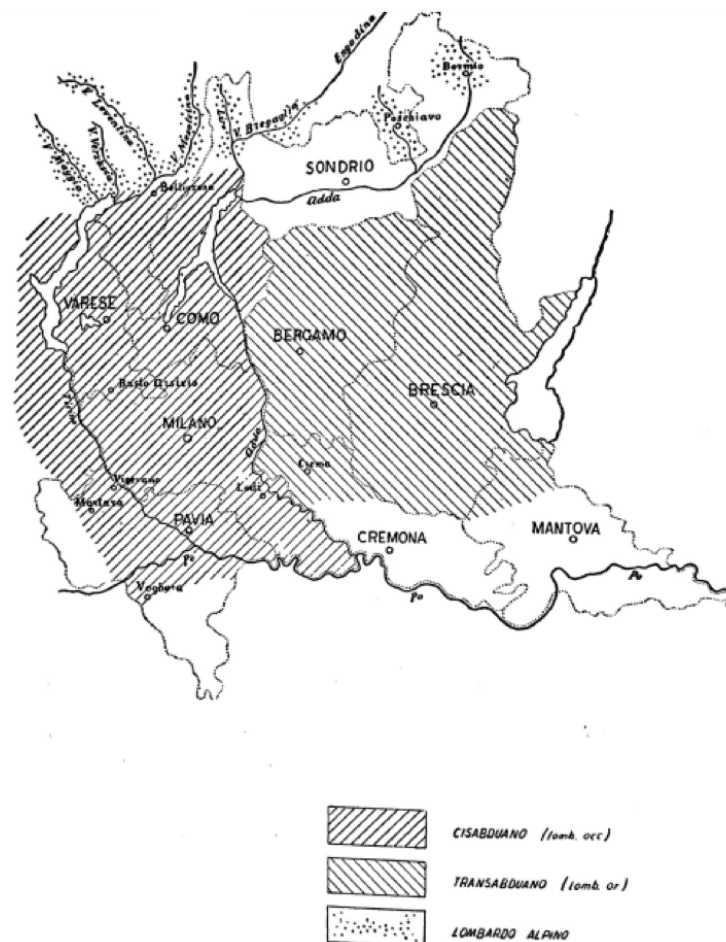 Engadina
Bormio
V. Leventina
V. Mesolcina
V. Bregaglia
Poschiavo
V. Maggia
SONDRIO
Bellinzona
Adda
VARESE
COMO
BERGAMO
Busto Arsizio
BRESCIA
Ticino
MILANO
Adda
Crema
Vigevano
Lodi
Mortara
PAVIA
CREMONA
MANTOVA
Po
Po
Po
Voghera
CISABDUANO (lomb. occ)
TRANSABDUANO (lomb. or)
LOMBARDO ALPINO